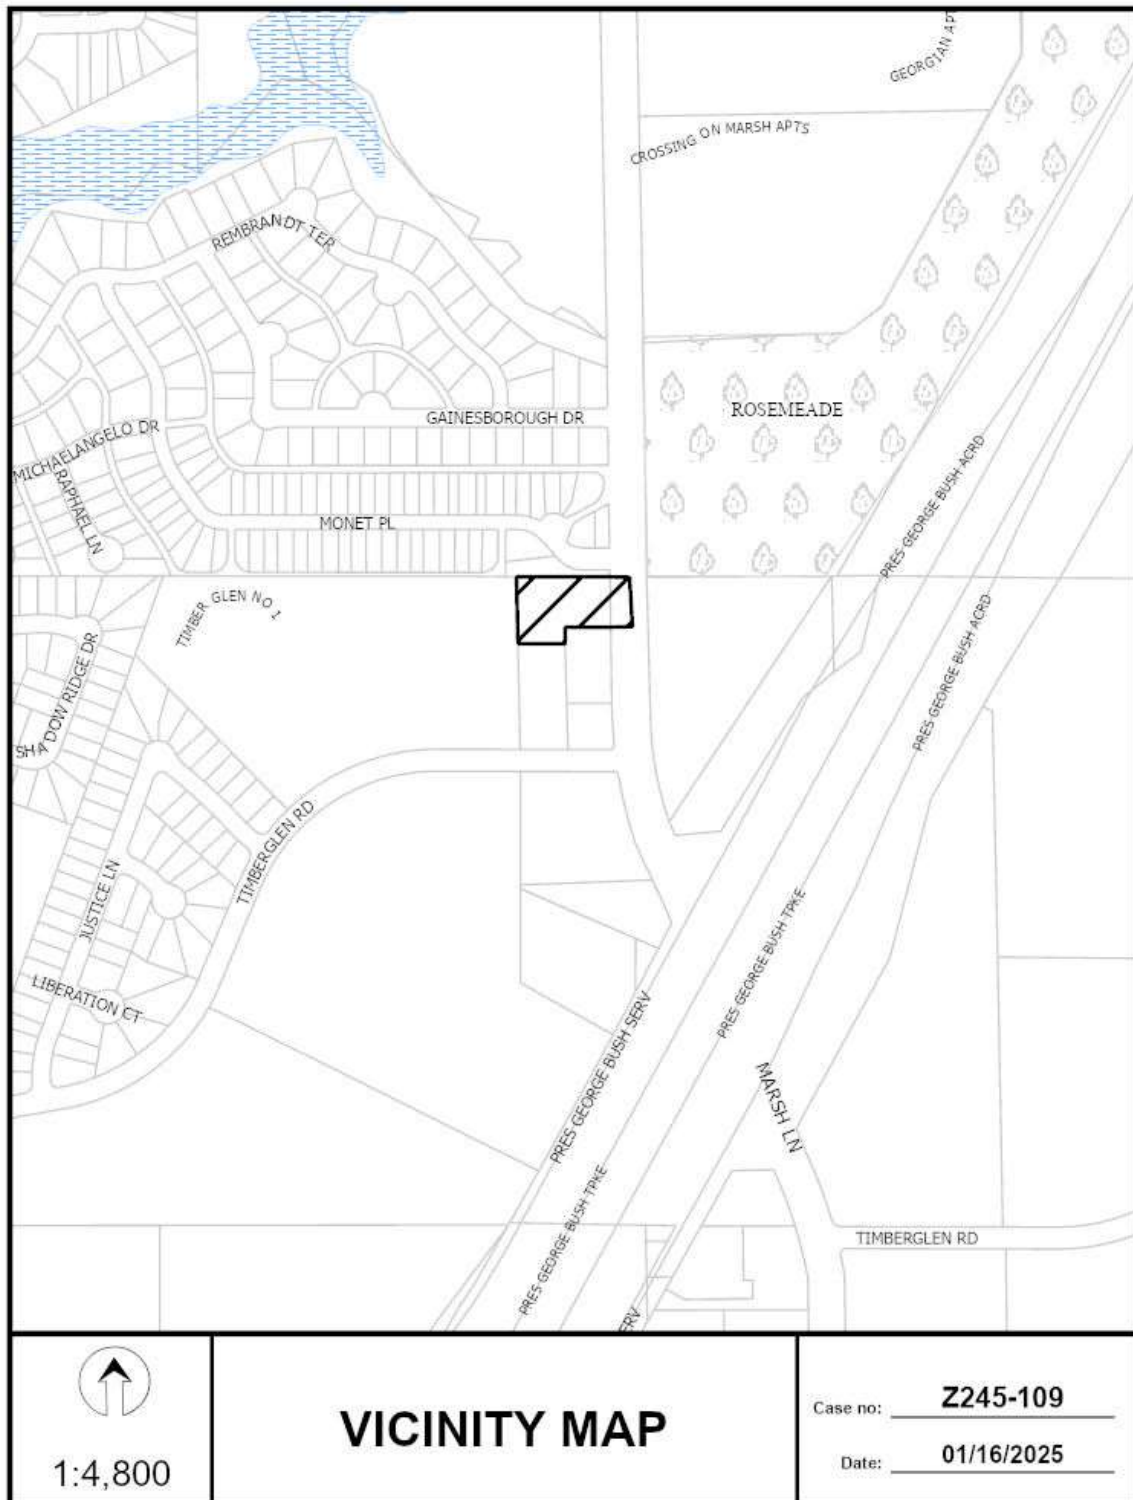 GEORGIAN APT
CROSSING ON MARSH APTS
REMBRANDT TER
ROSEMEADE
GAINESBOROUGH DR
MICHAELANGELO DR
RAPHAEL LN
MONET PL
PRES GEORGE BUSH ACRD
TIMBER GLEN NO 1
PRES GEORGE BUSH ACRD
SHADOW RIDGE DR
TIMBERGLEN RD
JUSTICE LN
PRES GEORGE BUSH TPKE
LIBERATION CT
PRES GEORGE BUSH SERV
MARSH LN
PRES GEORGE BUSH TPKE
TIMBERGLEN RD
ERV
1:4,800
VICINITY MAP
Case no: Z245-109
Date: 01/16/2025